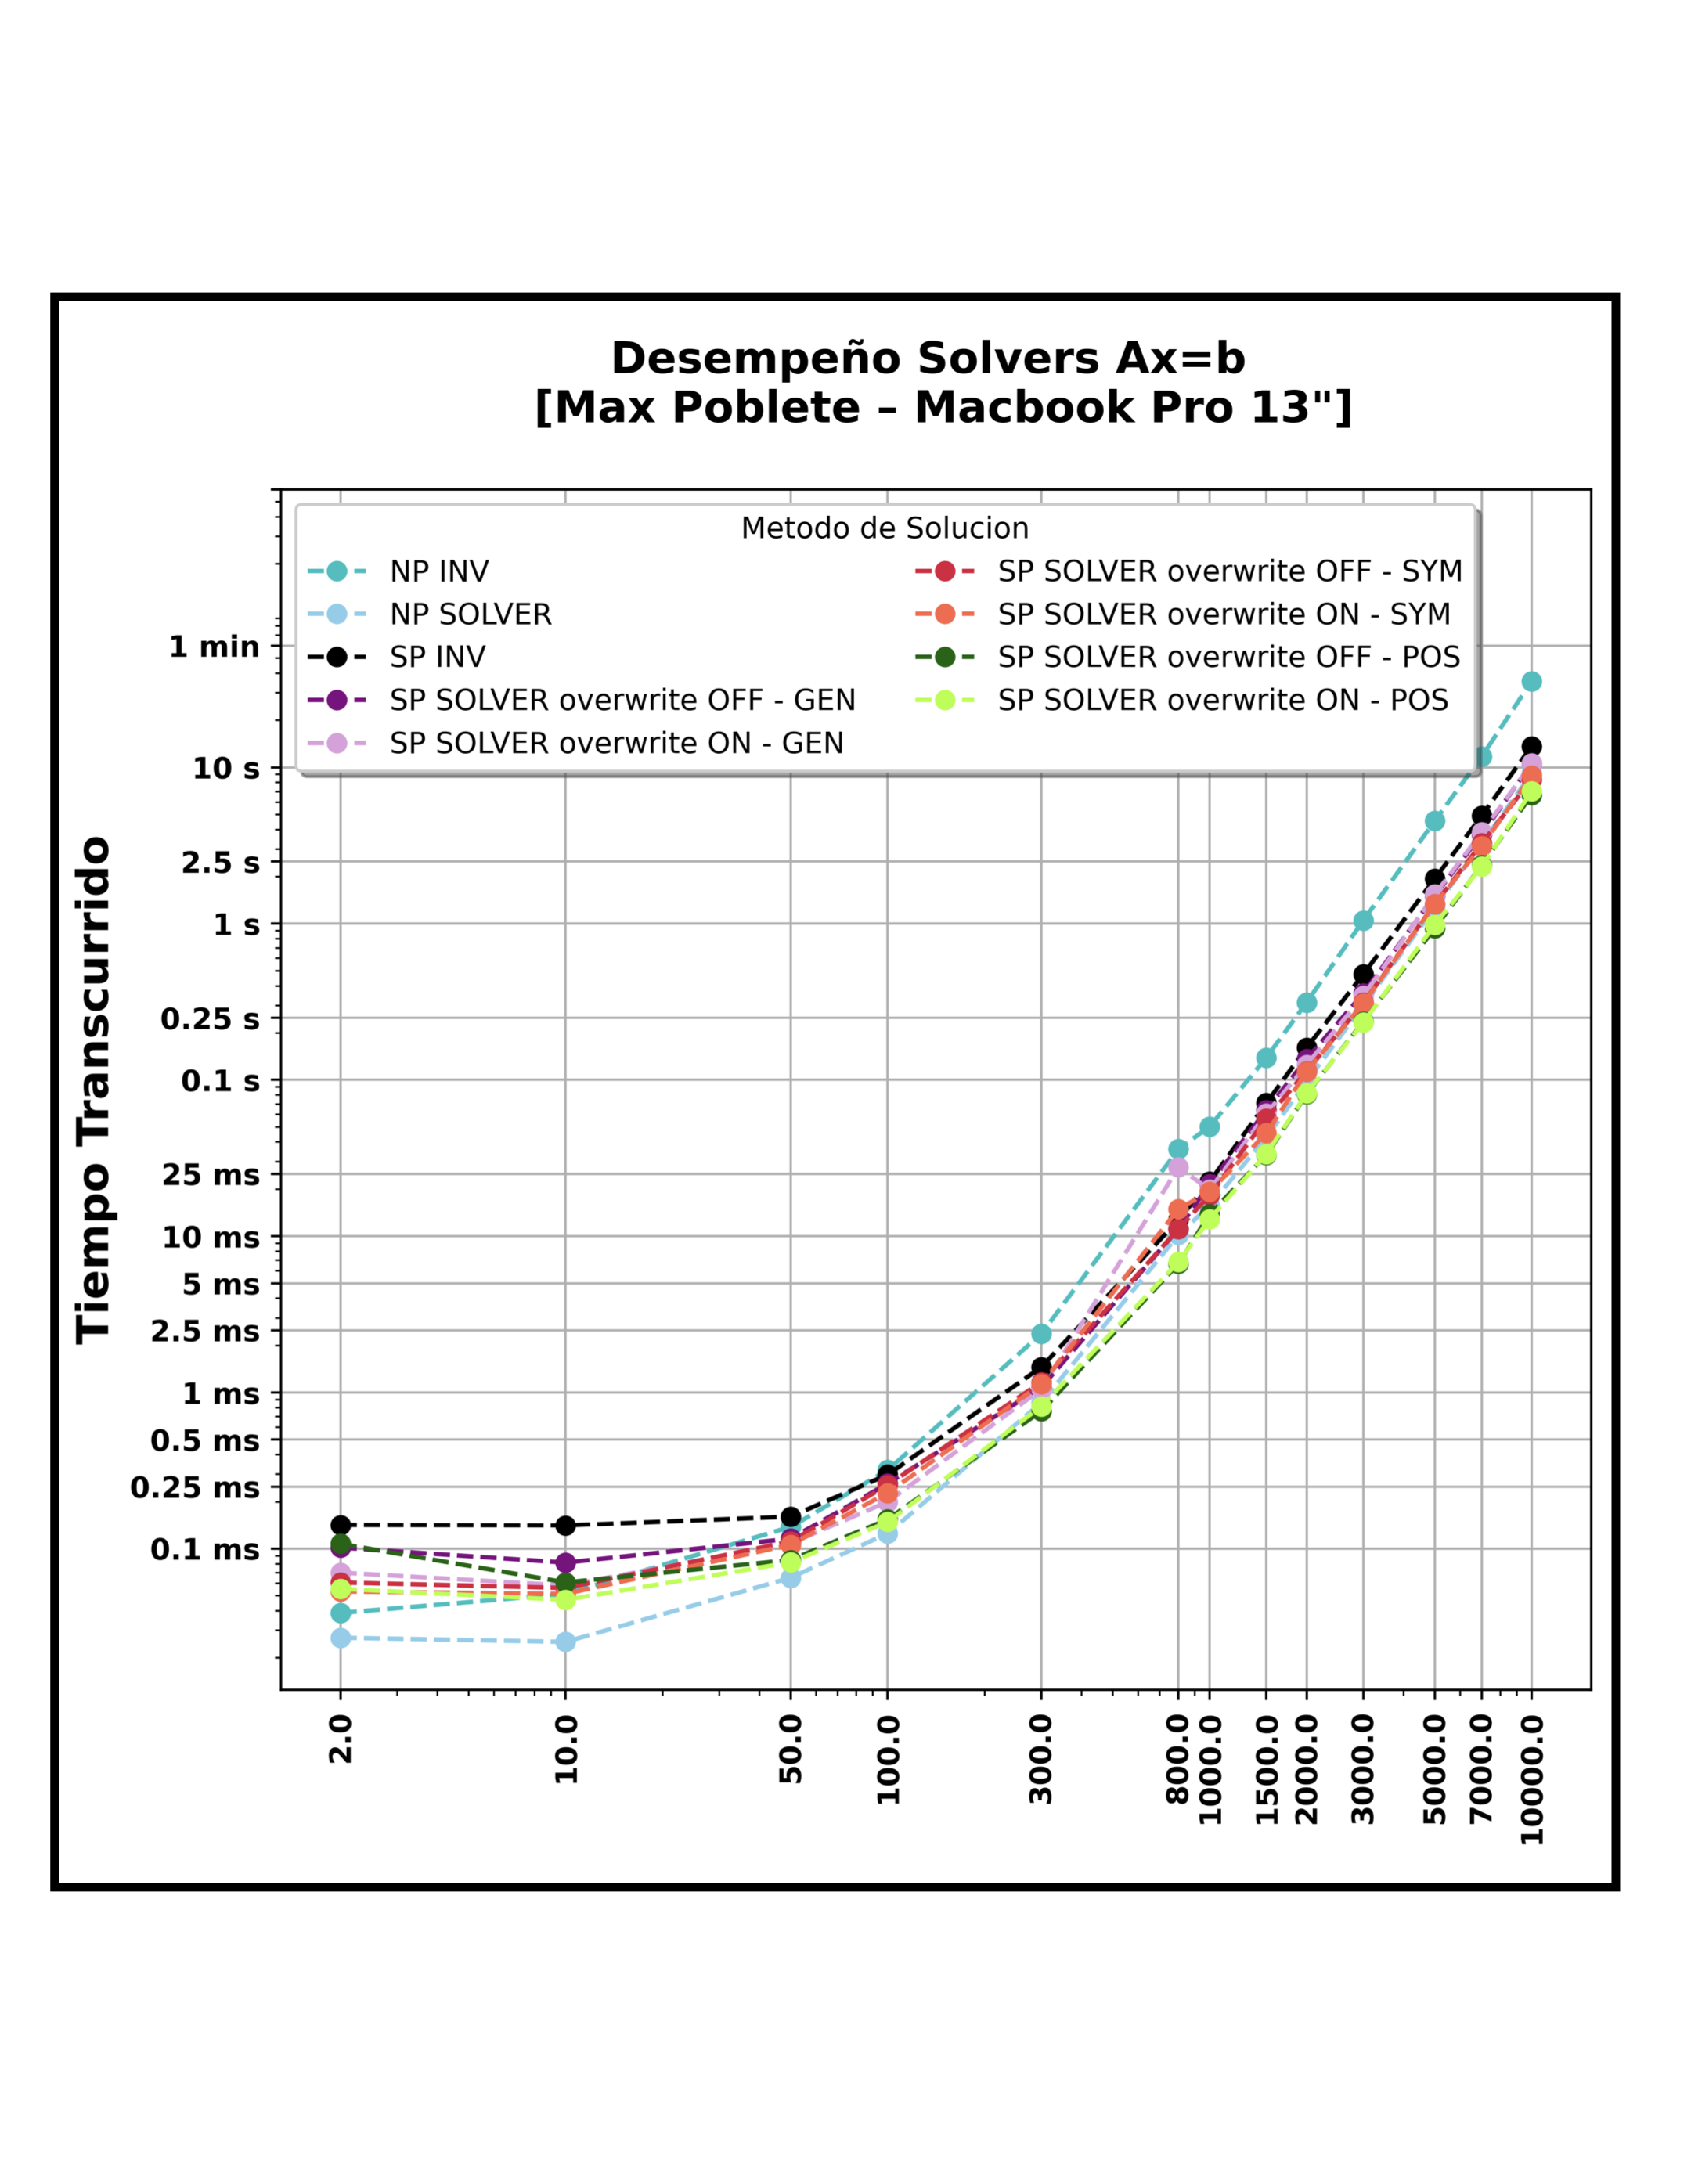 Desempeño Solvers Ax=b
[Max Poblete – Macbook Pro 13"]
Metodo de Solucion
NP INV
NP SOLVER
SP INV
SP SOLVER overwrite OFF - GEN
SP SOLVER overwrite ON - GEN
SP SOLVER overwrite OFF - SYM
SP SOLVER overwrite ON - SYM
SP SOLVER overwrite OFF - POS
SP SOLVER overwrite ON - POS
Tiempo Transcurrido
1 min
10 s
2.5 s
1 s
0.25 s
0.1 s
25 ms
10 ms
5 ms
2.5 ms
1 ms
0.5 ms
0.25 ms
0.1 ms
2.0
10.0
50.0
100.0
300.0
800.0
1000.0
1500.0
2000.0
3000.0
5000.0
7000.0
10000.0